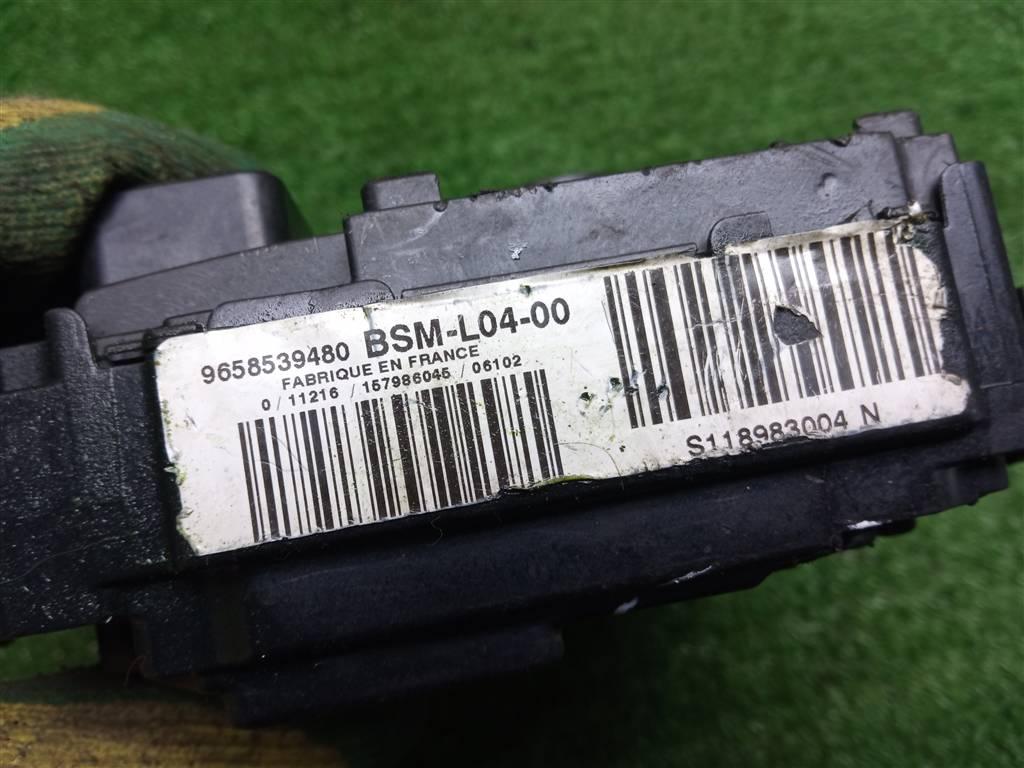 9658539480 BSM-L04-00
FABRIQUE EN FRANCE
0/11216/157986045/06102
S118983004 N